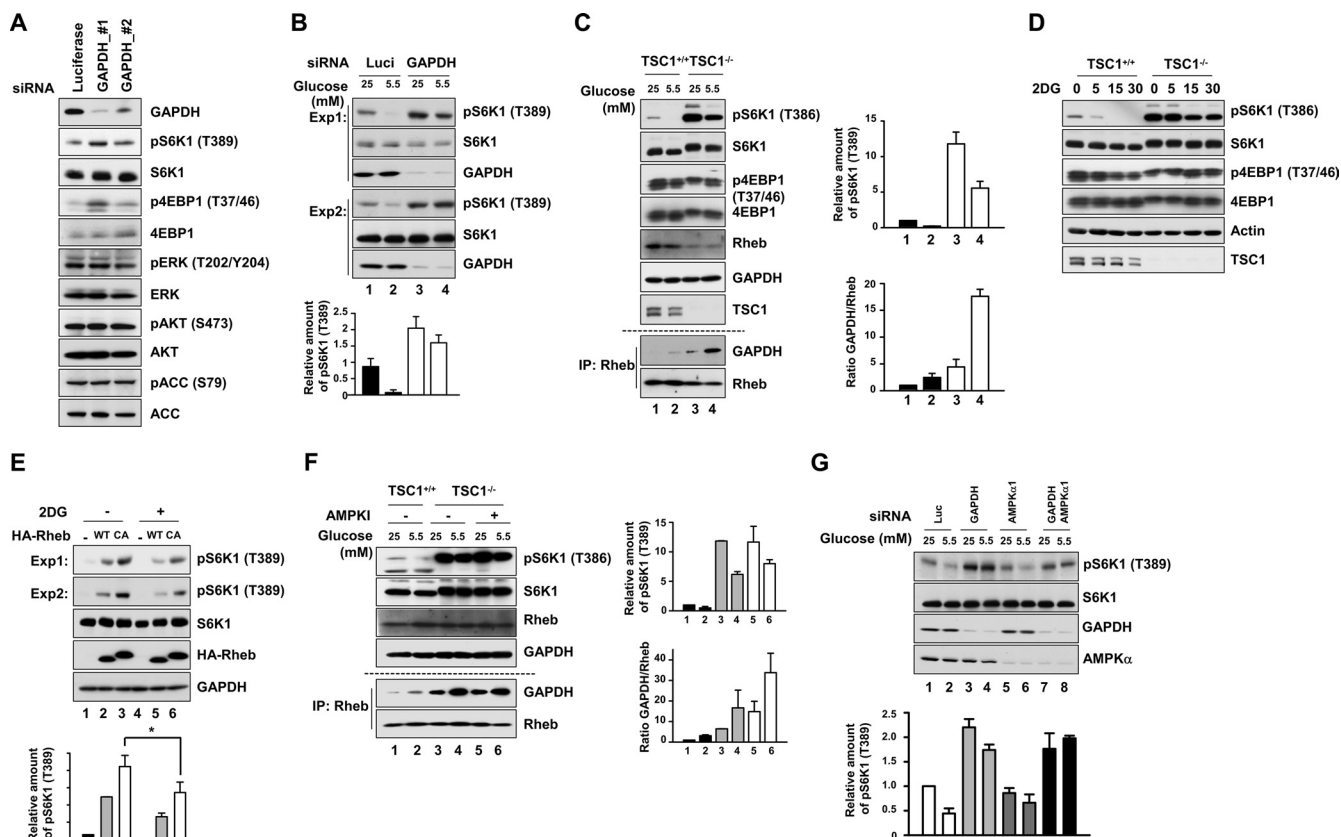 A
siRNA
Luciferase
GAPDH_#1
GAPDH_#2
GAPDH
pS6K1 (T389)
S6K1
p4EBP1 (T37/46)
4EBP1
pERK (T202/Y204)
ERK
pAKT (S473)
AKT
pACC (S79)
ACC
B
siRNA Luci GAPDH
Glucose 25 5.5 25 5.5
(mM)
Exp1:
pS6K1 (T389)
S6K1
GAPDH
Exp2:
pS6K1 (T389)
S6K1
GAPDH
1 2 3 4
Relative amount
of pS6K1 (T389)
2.5
2
1.5
1
0.5
0
C
TSC1+/+ TSC1-/-
Glucose 25 5.5 25 5.5
(mM)
pS6K1 (T386)
S6K1
p4EBP1
(T37/46)
4EBP1
Rheb
GAPDH
TSC1
IP: Rheb
GAPDH
Rheb
1 2 3 4
Relative amount
of pS6K1 (T389)
15
10
5
0
1 2 3 4
Ratio GAPDH/Rheb
20
15
10
5
0
1 2 3 4
D
TSC1+/+ TSC1-/-
2DG 0 5 15 30 0 5 15 30
pS6K1 (T386)
S6K1
p4EBP1 (T37/46)
4EBP1
Actin
TSC1
E
2DG - +
HA-Rheb - WT CA - WT CA
Exp1: pS6K1 (T389)
Exp2: pS6K1 (T389)
S6K1
HA-Rheb
GAPDH
1 2 3 4 5 6
*
Relative amount
of pS6K1 (T389)
F
TSC1+/+ TSC1-/-
AMPKI - - +
Glucose 25 5.5 25 5.5 25 5.5
(mM)
pS6K1 (T386)
S6K1
Rheb
GAPDH
IP: Rheb
GAPDH
Rheb
1 2 3 4 5 6
Relative amount
of pS6K1 (T389)
15
10
5
0
1 2 3 4 5 6
Ratio GAPDH/Rheb
40
30
20
10
0
1 2 3 4 5 6
G
siRNA
Luc
GAPDH
AMPKα1
GAPDH
AMPKα1
Glucose (mM) 25 5.5 25 5.5 25 5.5 25 5.5
pS6K1 (T389)
S6K1
GAPDH
AMPKα
1 2 3 4 5 6 7 8
Relative amount
of pS6K1 (T389)
2.5
2.0
1.5
1.0
0.5
0